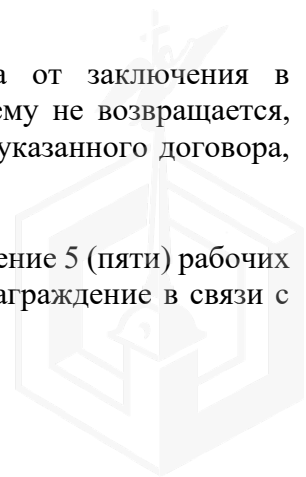 а от заключения в
ему не возвращается,
указанного договора,
ение 5 (пяти) рабочих
аграждение в связи с